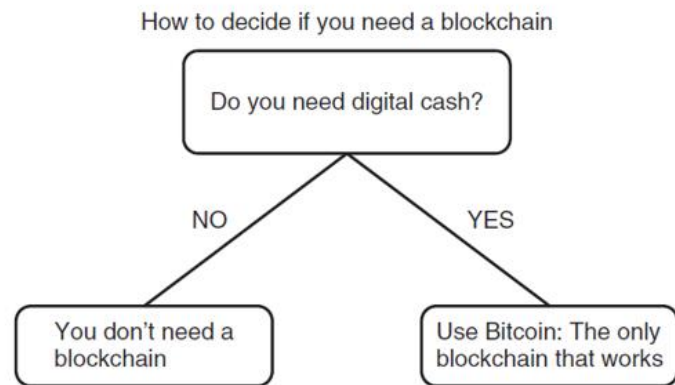 How to decide if you need a blockchain
Do you need digital cash?
NO
YES
You don't need a
blockchain
Use Bitcoin: The only
blockchain that works